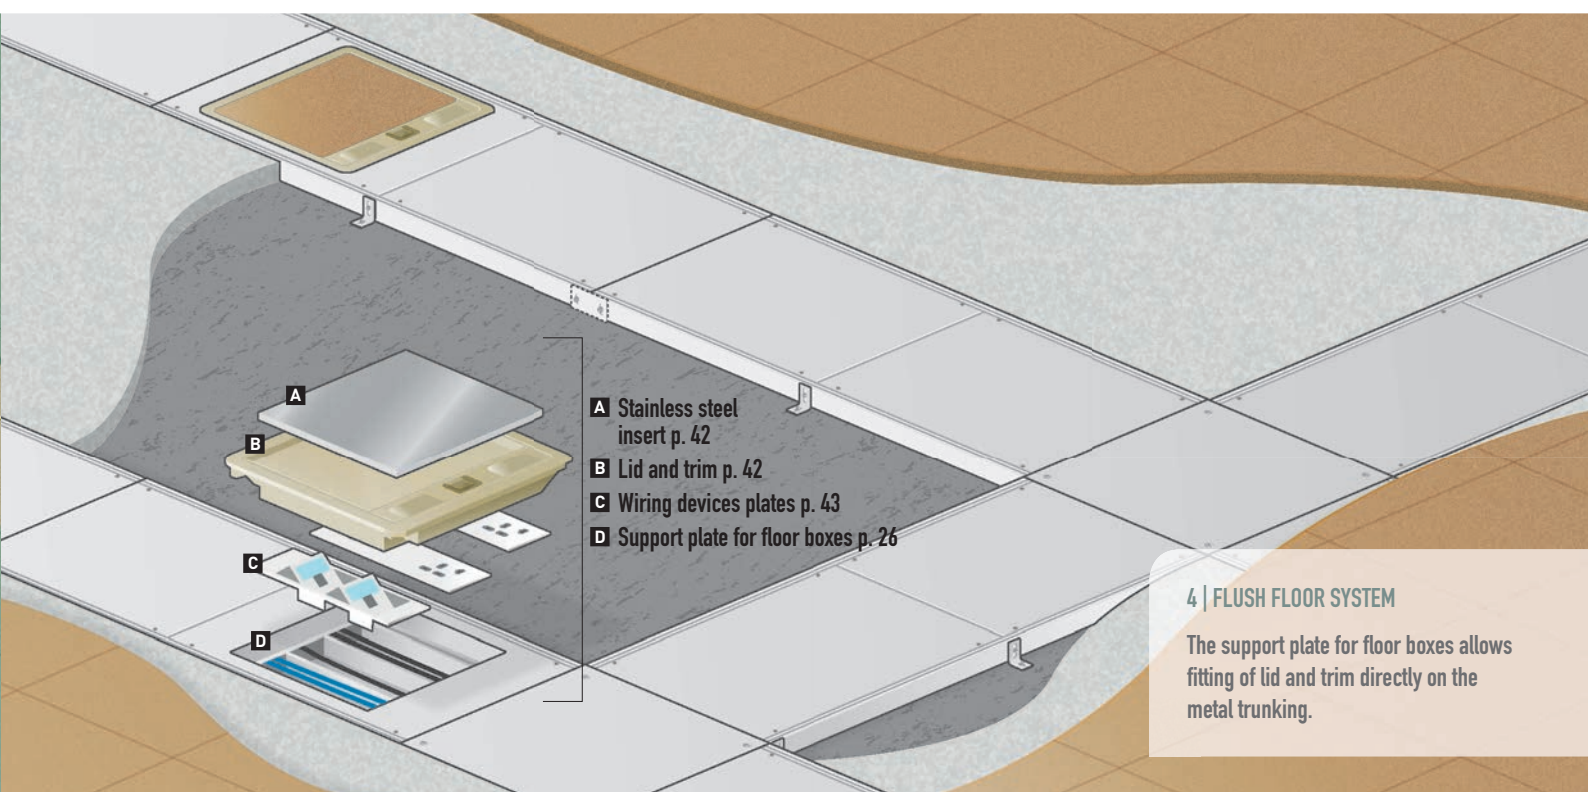 A
B
C
D
A Stainless steel
insert p. 42
B Lid and trim p. 42
C Wiring devices plates p. 43
D Support plate for floor boxes p. 26
4 | FLUSH FLOOR SYSTEM
The support plate for floor boxes allows
fitting of lid and trim directly on the
metal trunking.